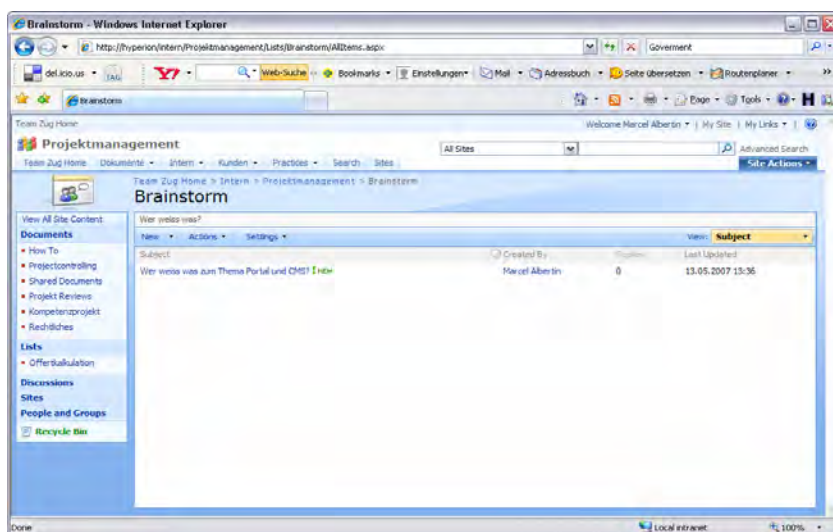 Brainstorm - Windows Internet Explorer
http://hyperion/intern/Projektmanagement/Lists/Brainstorm/AllItems.aspx
Goverment
del.icio.us TAG Y! Web-Suche Bookmarks Einstellungen Mail Adressbuch Seite übersetzen Routenplaner
Brainstorm Page Tools
Team Zug Home Welcome Marcel Albertin | My Site | My Links |
Projektmanagement All Sites Advanced Search
Team Zug Home Dokumente Intern Kunden Practices Search Sites Site Actions
Team Zug Home > Intern > Projektmanagement > Brainstorm
Brainstorm
View All Site Content
Wer weiss was?
Documents
New Actions Settings View: Subject
Subject Created By Replies Last Updated
Wer weiss was zum Thema Portal und CMS? ! NEW Marcel Albertin 0 13.05.2007 13:36
How To
Projectcontrolling
Shared Documents
Projekt Reviews
Kompetenzprojekt
Rechtliches
Lists
Offertkalkulation
Discussions
Sites
People and Groups
Recycle Bin
Done Local intranet 100%